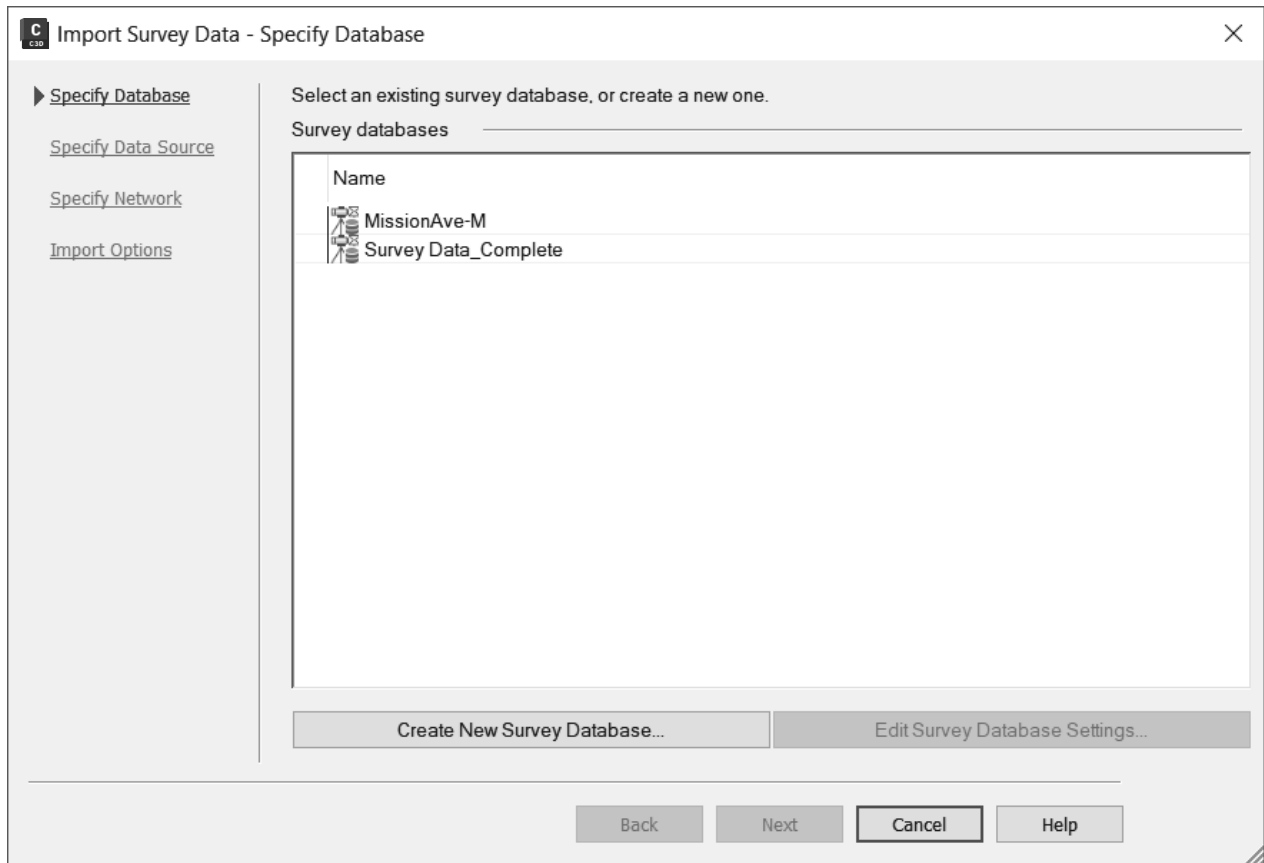 C
C3D
Import Survey Data - Specify Database
Specify Database
Specify Data Source
Specify Network
Import Options
Select an existing survey database, or create a new one.
Survey databases
Name
MissionAve-M
Survey Data_Complete
Create New Survey Database...
Edit Survey Database Settings...
Back
Next
Cancel
Help